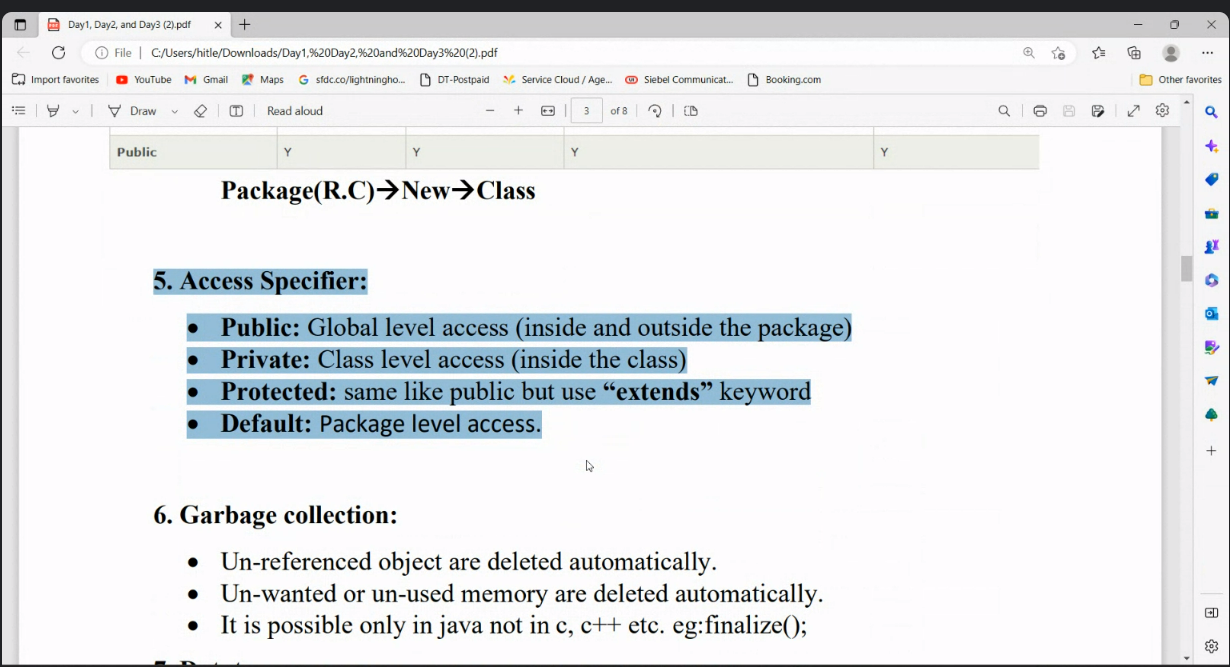 Day1, Day2, and Day3 (2).pdf
File | C:/Users/hitle/Downloads/Day1,%20Day2,%20and%20Day3%20(2).pdf
Import favorites YouTube Gmail Maps sfdc.co/lightningho... DT-Postpaid Service Cloud / Age... Siebel Communicat... Booking.com Other favorites
Draw Read aloud 3 of 8
Public Y Y Y Y
Package(R.C)→New→Class
5. Access Specifier:
• Public: Global level access (inside and outside the package)
• Private: Class level access (inside the class)
• Protected: same like public but use “extends” keyword
• Default: Package level access.
6. Garbage collection:
• Un-referenced object are deleted automatically.
• Un-wanted or un-used memory are deleted automatically.
• It is possible only in java not in c, c++ etc. eg:finalize();